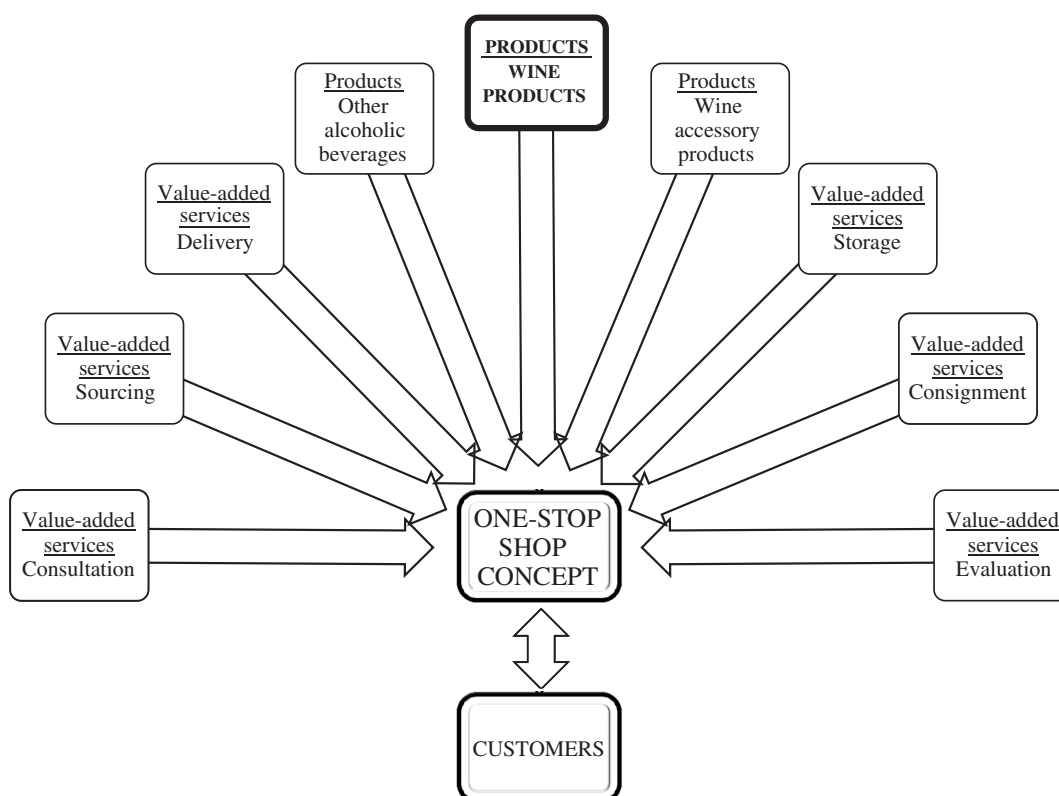 PRODUCTS
WINE
PRODUCTS
Products
Other
alcoholic
beverages
Products
Wine
accessory
products
Value-added
services
Delivery
Value-added
services
Storage
Value-added
services
Sourcing
Value-added
services
Consignment
Value-added
services
Consultation
ONE-STOP
SHOP
CONCEPT
Value-added
services
Evaluation
CUSTOMERS